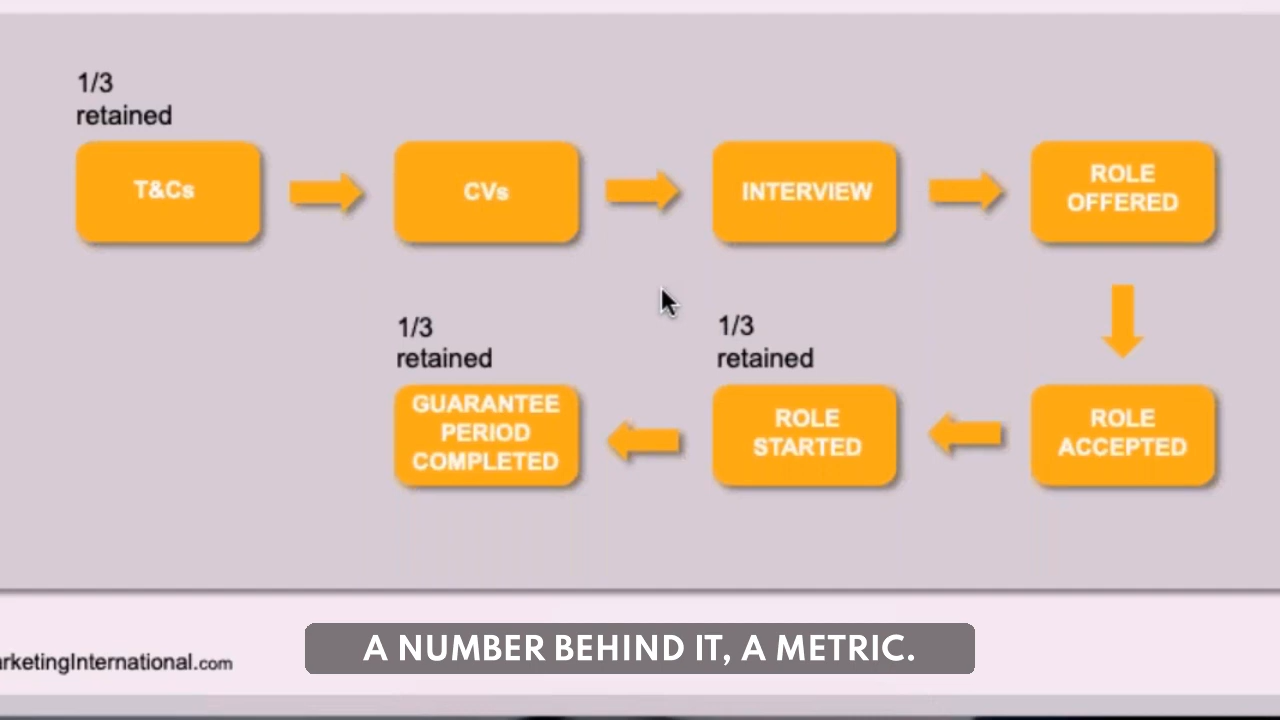 1/3
retained
T&Cs
CVs
INTERVIEW
ROLE
OFFERED
1/3
retained
1/3
retained
GUARANTEE
PERIOD
COMPLETED
ROLE
STARTED
ROLE
ACCEPTED
arketingInternational.com
A NUMBER BEHIND IT, A METRIC.